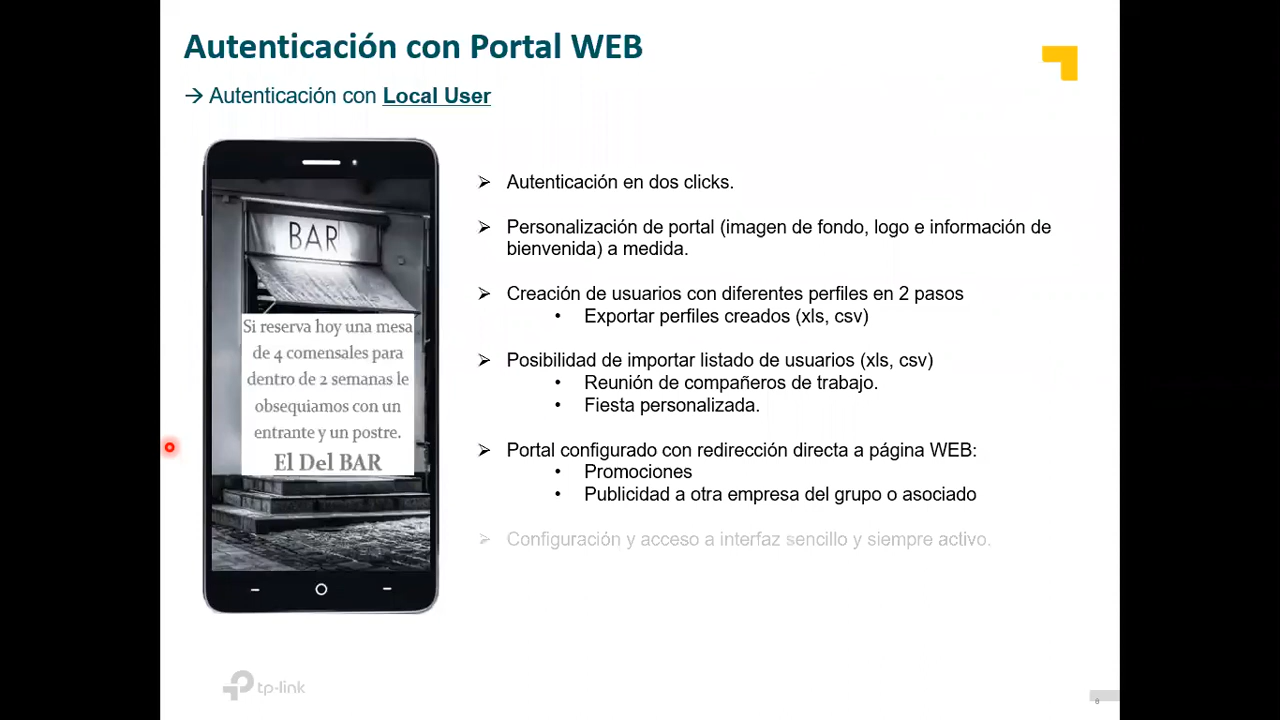 Autenticación con Portal WEB
→ Autenticación con Local User
BAR
Si reserva hoy una mesa
de 4 comensales para
dentro de 2 semanas le
obsequiamos con un
entrante y un postre.
El Del BAR
➢ Autenticación en dos clicks.
➢ Personalización de portal (imagen de fondo, logo e información de
bienvenida) a medida.
➢ Creación de usuarios con diferentes perfiles en 2 pasos
• Exportar perfiles creados (xls, csv)
➢ Posibilidad de importar listado de usuarios (xls, csv)
• Reunión de compañeros de trabajo.
• Fiesta personalizada.
➢ Portal configurado con redirección directa a página WEB:
• Promociones
• Publicidad a otra empresa del grupo o asociado
➢ Configuración y acceso a interfaz sencillo y siempre activo.
tp-link